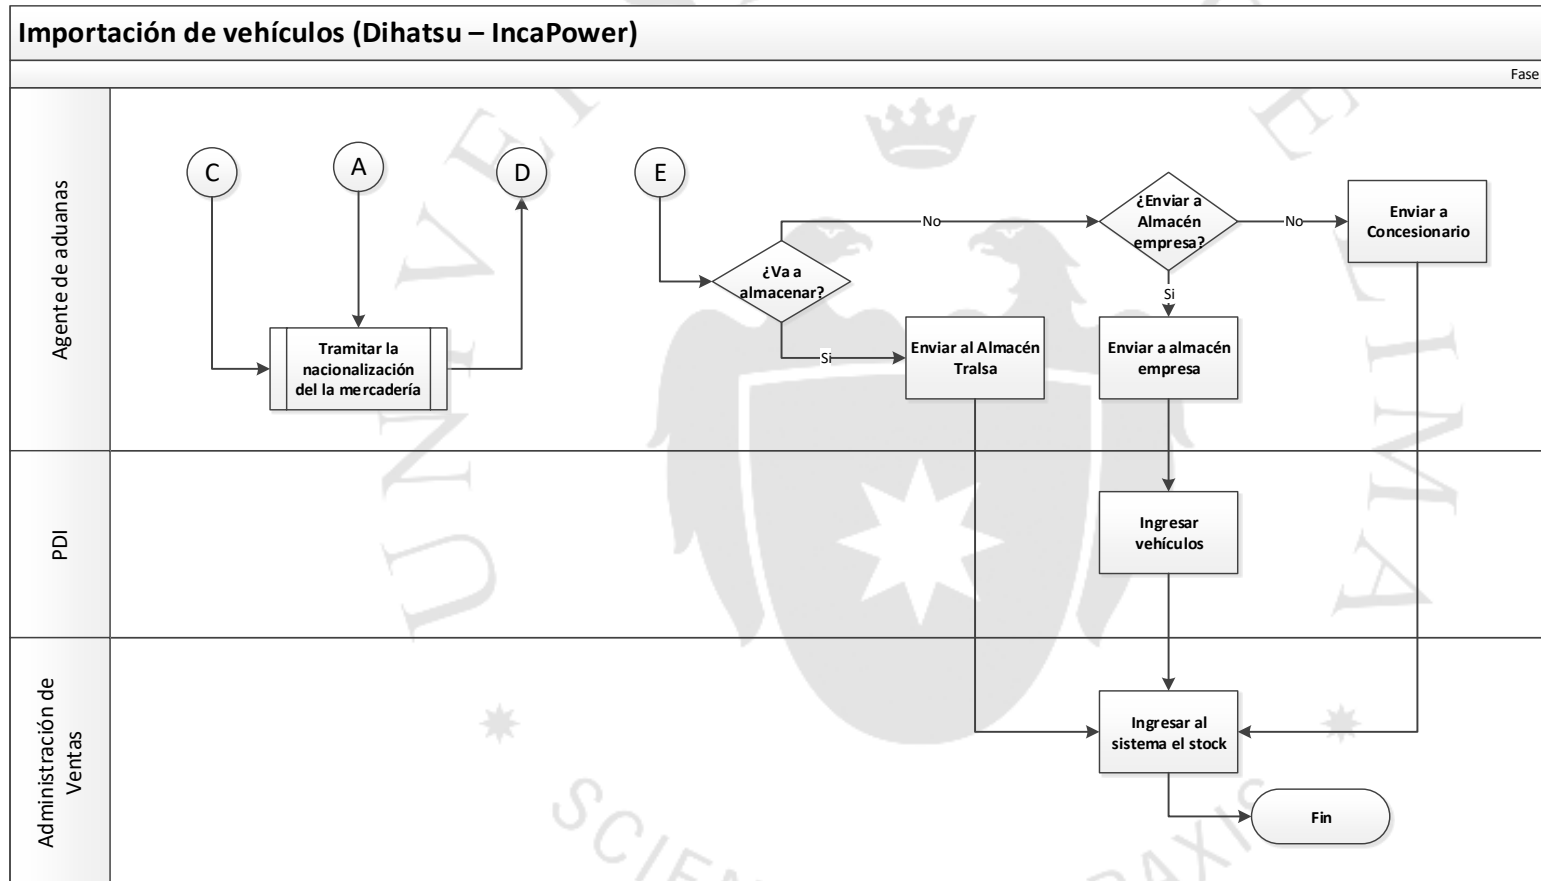 Importación de vehículos (Dihatsu – IncaPower)
Fase
Agente de aduanas
C
A
D
E
Tramitar la
nacionalización
del la mercadería
¿Va a
almacenar?
No
Si
Enviar al Almacén
Tralsa
¿Enviar a
Almacén
empresa?
No
Si
Enviar a
Concesionario
Enviar a almacén
empresa
PDI
Ingresar
vehículos
Administración de
Ventas
Ingresar al
sistema el stock
Fin